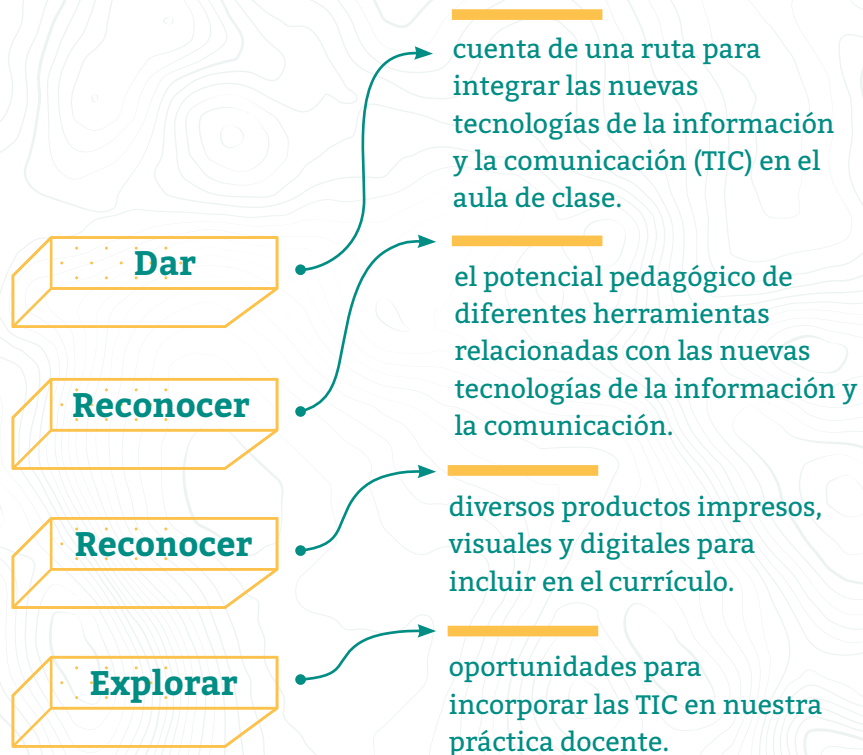 Dar
cuenta de una ruta para
integrar las nuevas
tecnologías de la información
y la comunicación (TIC) en el
aula de clase.
Reconocer
el potencial pedagógico de
diferentes herramientas
relacionadas con las nuevas
tecnologías de la información y
la comunicación.
Reconocer
diversos productos impresos,
visuales y digitales para
incluir en el currículo.
Explorar
oportunidades para
incorporar las TIC en nuestra
práctica docente.